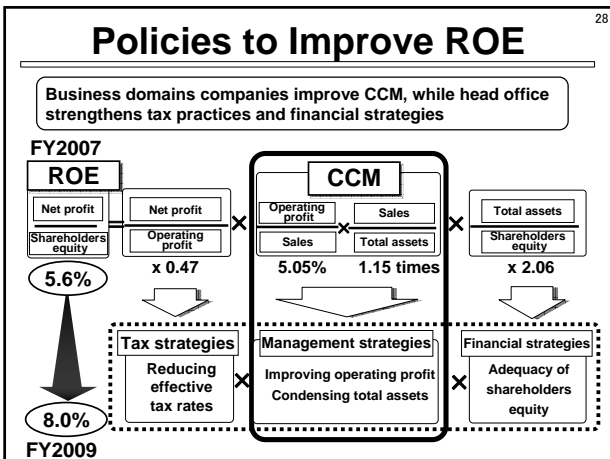 28
Policies to Improve ROE
Business domains companies improve CCM, while head office
strengthens tax practices and financial strategies
FY2007
ROE
CCM
Net profit
Shareholders
equity
=
Net profit
Operating
profit
×
Operating
profit
Sales
×
Sales
Total assets
×
Total assets
Shareholders
equity
5.6%
x 0.47
5.05%
1.15 times
x 2.06
Tax strategies
Reducing
effective
tax rates
×
Management strategies
Improving operating profit
Condensing total assets
×
Financial strategies
Adequacy of
shareholders
equity
8.0%
FY2009